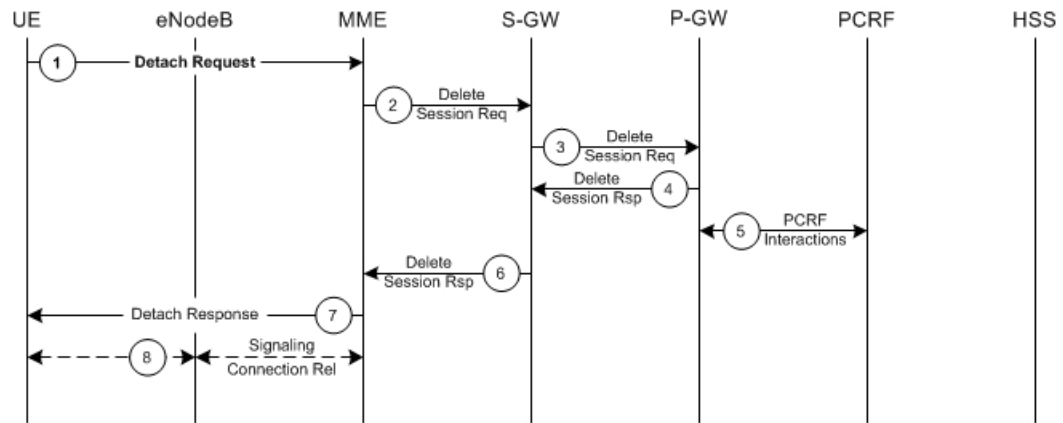 UE eNodeB MME S-GW P-GW PCRF HSS
1 Detach Request
2 Delete
Session Req
3 Delete
Session Req
Delete 4
Session Rsp
5 PCRF
Interactions
Delete 6
Session Rsp
Detach Response 7
8 Signaling
Connection Rel